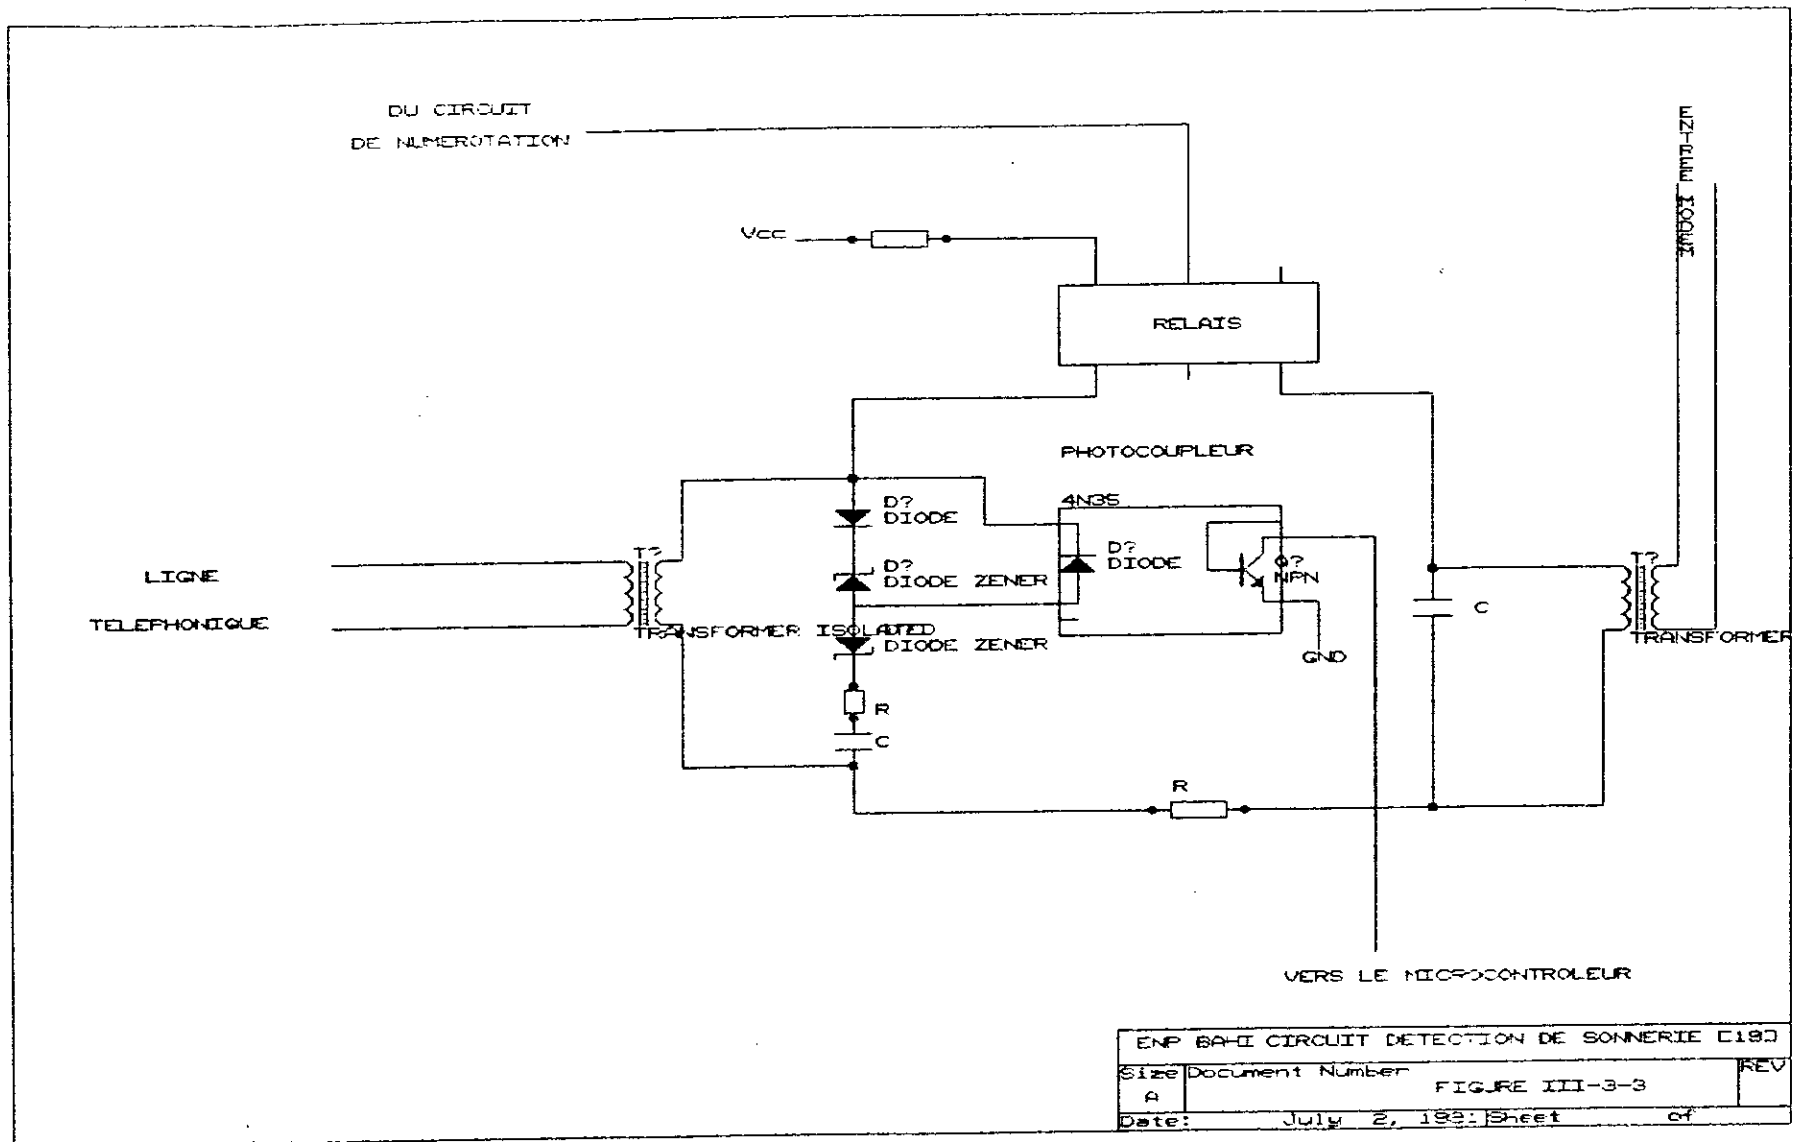 DU CIRCUIT
DE NUMEROTATION
ENTREE MODEM
Vcc
RELAIS
PHOTOCOUPLEUR
4N35
D?
DIODE
D?
DIODE ZENER
D?
DIODE
Q?
NPN
T?
LIGNE
TELEPHONIQUE
TRANSFORMER ISOLATED
DIODE ZENER
GND
T?
C
TRANSFORMER
R
C
R
VERS LE MICROCONTROLEUR
ENP BAHI CIRCUIT DETECTION DE SONNERIE [19]
Size
Document Number
REV
A
FIGURE III-3-3
Date:
July 2,
Sheet
of